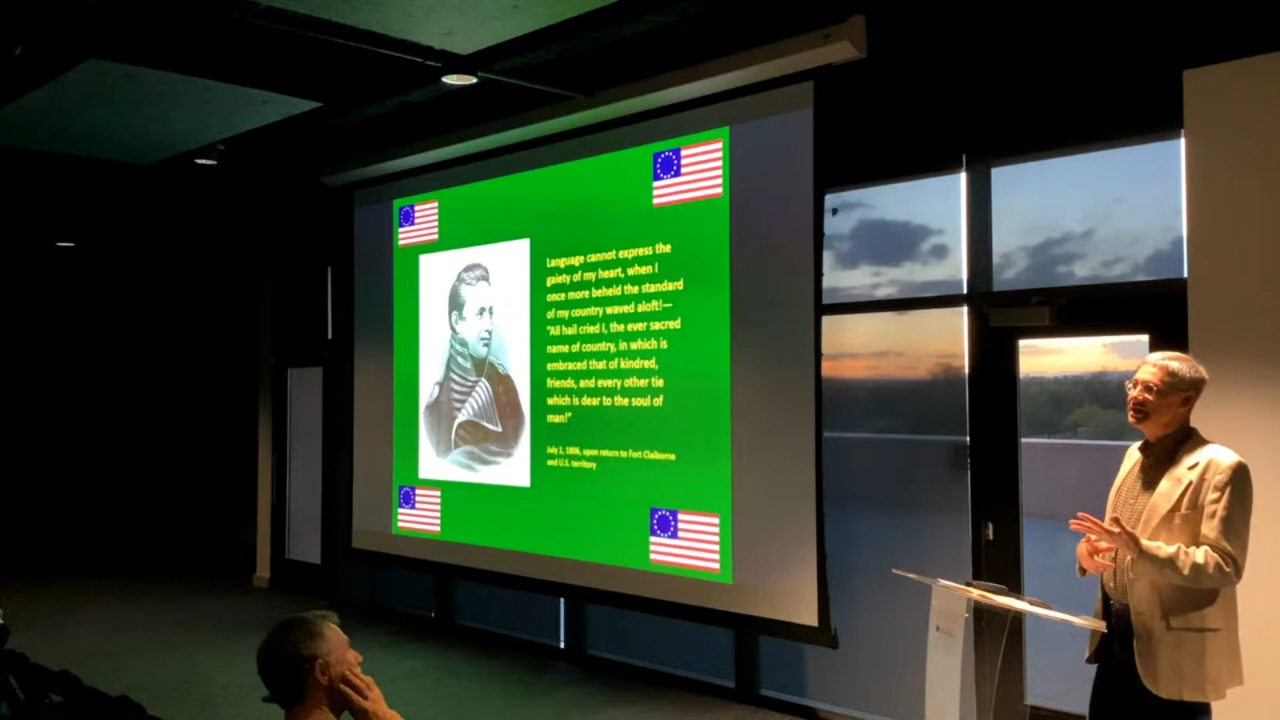 Language cannot express the
gaiety of my heart, when I
once more beheld the standard
of my country waved aloft!—
"All hail cried I, the ever sacred
name of country, in which is
embraced that of kindred,
friends, and every other tie
which is dear to the soul of
man!"
July 1, 1806, upon return to Fort Claiborne
and U.S. territory